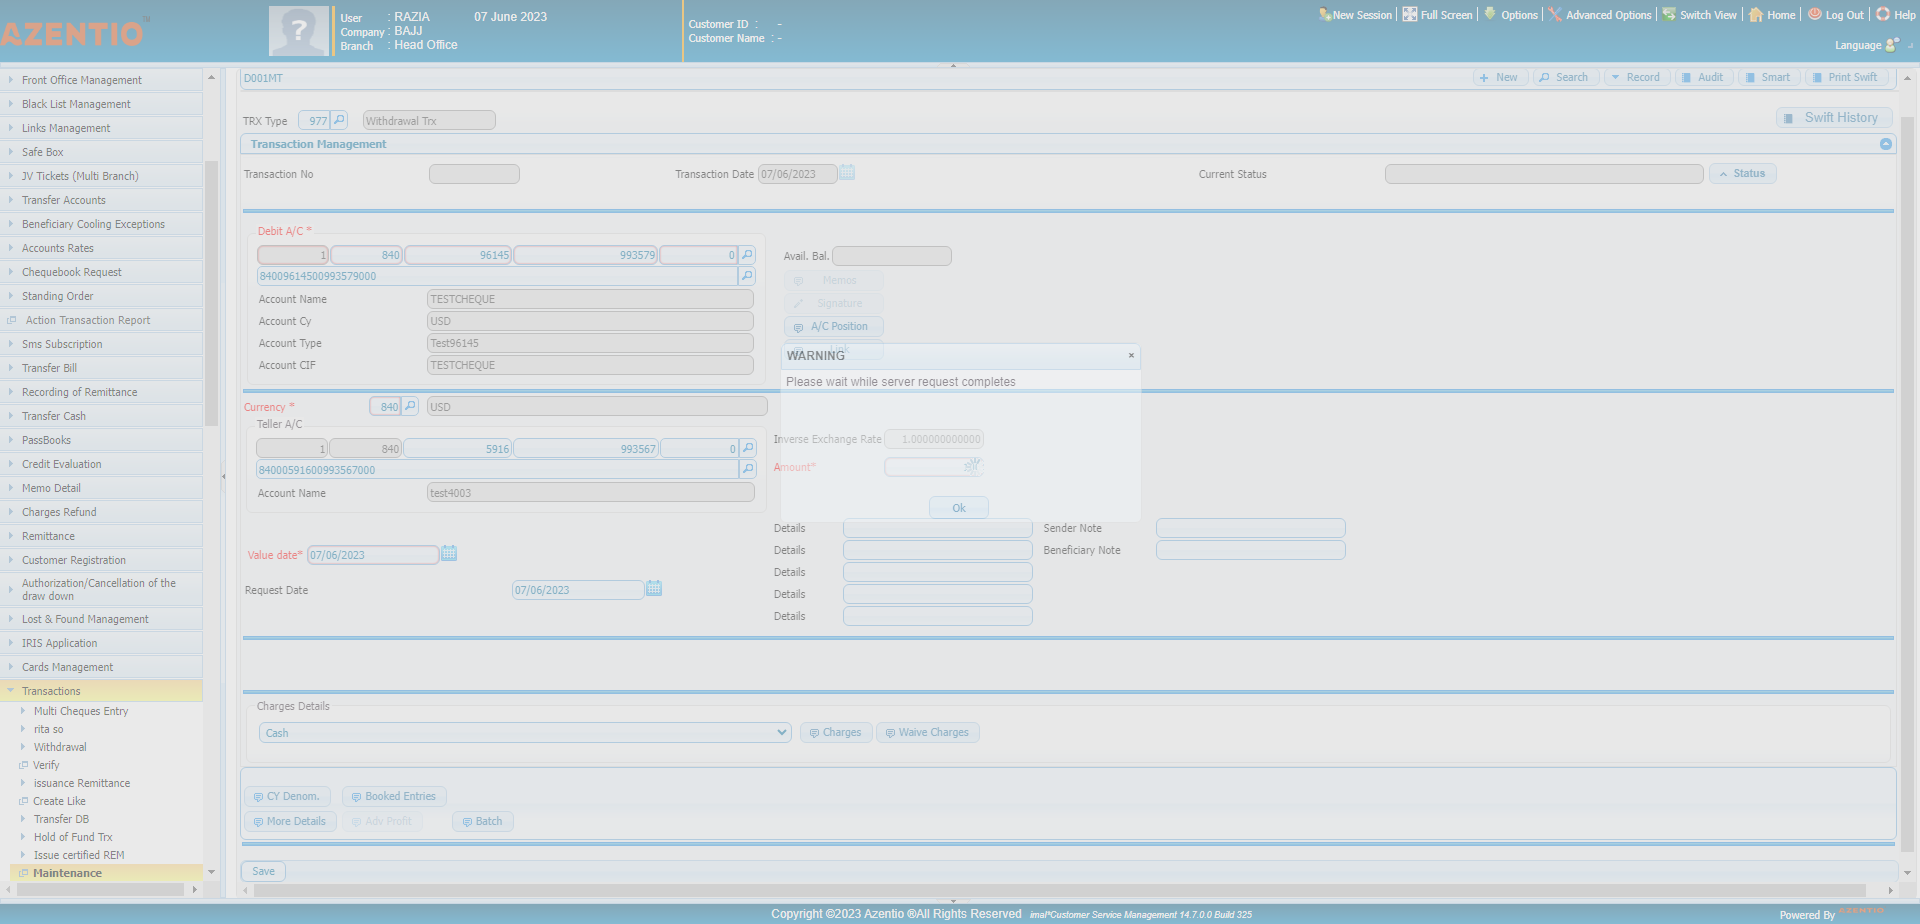 AZENTIO™
User : RAZIA 07 June 2023
Company : BAJJ
Branch : Head Office
Customer ID : -
Customer Name : -
New Session Full Screen Options Advanced Options Switch View Home Log Out Help
Language
Front Office Management
Black List Management
Links Management
Safe Box
JV Tickets (Multi Branch)
Transfer Accounts
Beneficiary Cooling Exceptions
Accounts Rates
Chequebook Request
Standing Order
Action Transaction Report
Sms Subscription
Transfer Bill
Recording of Remittance
Transfer Cash
PassBooks
Credit Evaluation
Memo Detail
Charges Refund
Remittance
Customer Registration
Authorization/Cancellation of the
draw down
Lost & Found Management
IRIS Application
Cards Management
Transactions
Multi Cheques Entry
rita so
Withdrawal
Verify
issuance Remittance
Create Like
Transfer DB
Hold of Fund Trx
Issue certified REM
Maintenance
D001MT
New Search Record Audit Smart Print Swift
TRX Type 977 Withdrawal Trx
Swift History
Transaction Management
Transaction No Transaction Date 07/06/2023 Current Status Status
Debit A/C *
1 840 96145 993579 0
84009614500993579000
Account Name TESTCHEQUE
Account Cy USD
Account Type Test96145
Account CIF TESTCHEQUE
Avail. Bal.
Memos
Signature
A/C Position
Link
WARNING ×
Please wait while server request completes
Ok
Currency * 840 USD
Teller A/C
1 840 5916 993567 0
84000591600993567000
Account Name test4003
Inverse Exchange Rate 1.000000000000
Amount*
Value date* 07/06/2023
Request Date 07/06/2023
Details Sender Note
Details Beneficiary Note
Details
Details
Details
Charges Details
Cash Charges Waive Charges
CY Denom. Booked Entries
More Details Adv Profit Batch
Save
Copyright ©2023 Azentio ®All Rights Reserved imal*Customer Service Management 14.7.0.0 Build 325
Powered By AZENTIO